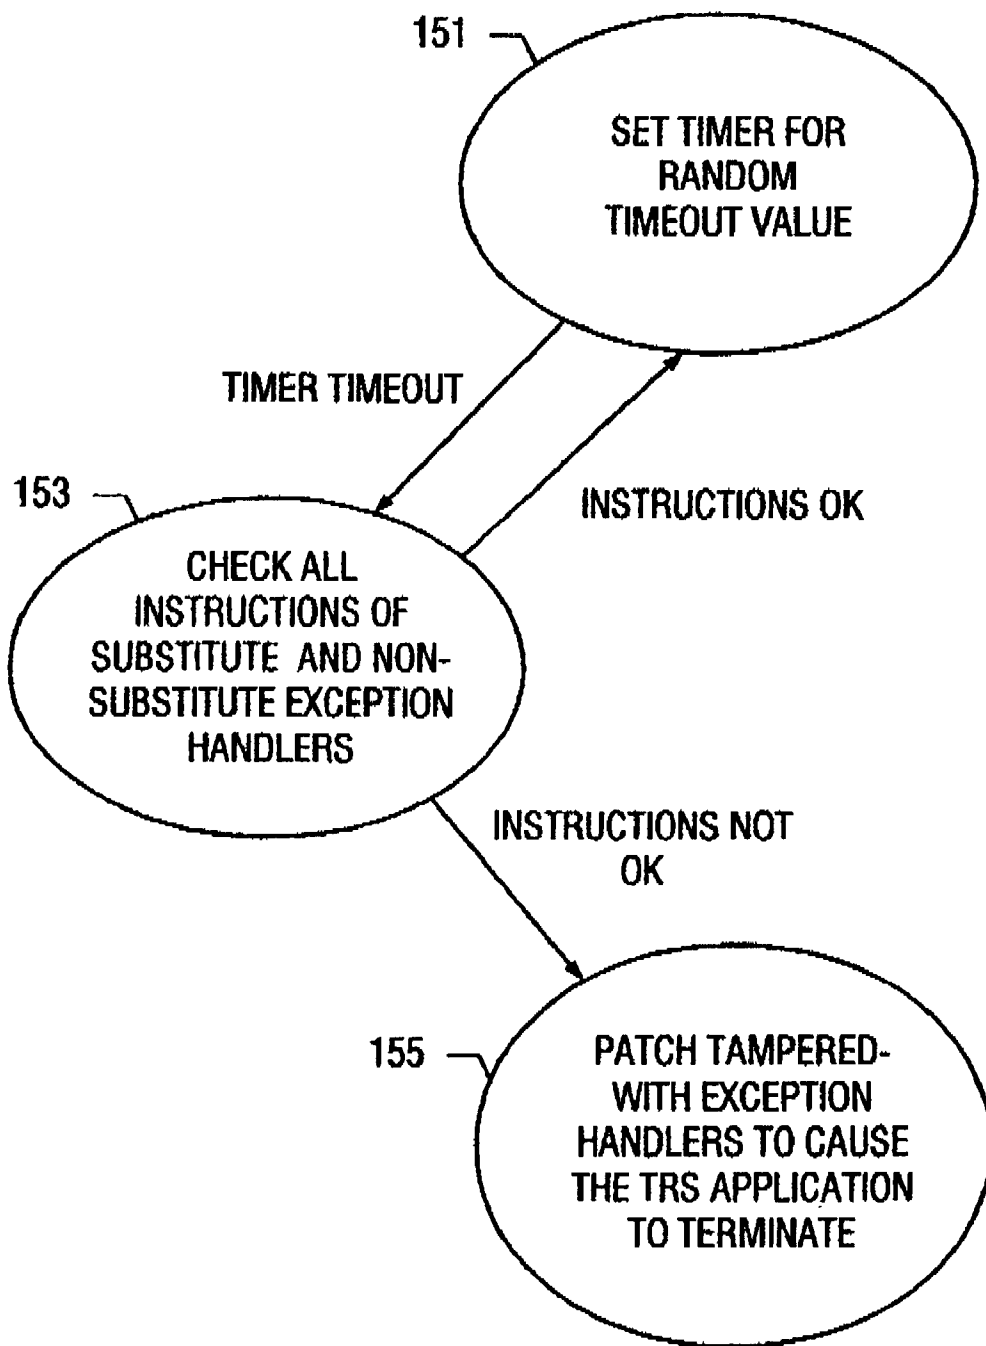 151
SET TIMER FOR
RANDOM
TIMEOUT VALUE
TIMER TIMEOUT
INSTRUCTIONS OK
153
CHECK ALL
INSTRUCTIONS OF
SUBSTITUTE AND NON-
SUBSTITUTE EXCEPTION
HANDLERS
INSTRUCTIONS NOT
OK
155
PATCH TAMPERED-
WITH EXCEPTION
HANDLERS TO CAUSE
THE TRS APPLICATION
TO TERMINATE